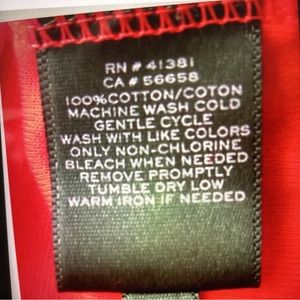 RN # 41381
CA # 56658
100%COTTON/COTON
MACHINE WASH COLD
GENTLE CYCLE
WASH WITH LIKE COLORS
ONLY NON-CHLORINE
BLEACH WHEN NEEDED
REMOVE PROMPTLY
TUMBLE DRY LOW
WARM IRON IF NEEDED